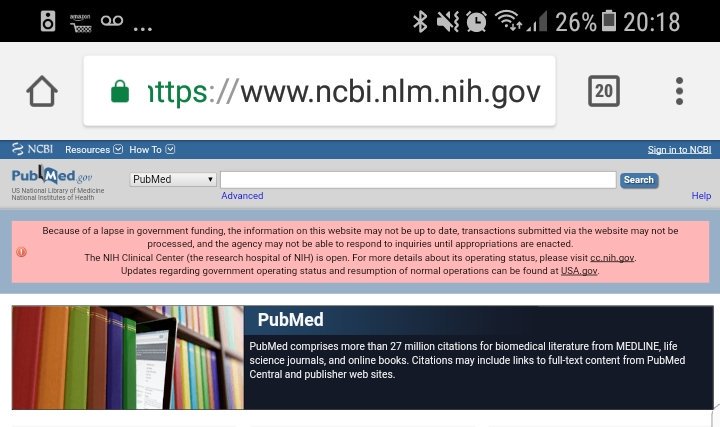 amazon
...
26% 20:18
https://www.ncbi.nlm.nih.gov
20
NCBI Resources How To Sign in to NCBI
PubMed.gov
US National Library of Medicine
National Institutes of Health
PubMed
Search
Advanced
Help
Because of a lapse in government funding, the information on this website may not be up to date, transactions submitted via the website may not be
processed, and the agency may not be able to respond to inquiries until appropriations are enacted.
The NIH Clinical Center (the research hospital of NIH) is open. For more details about its operating status, please visit cc.nih.gov.
Updates regarding government operating status and resumption of normal operations can be found at USA.gov.
PubMed
PubMed comprises more than 27 million citations for biomedical literature from MEDLINE, life
science journals, and online books. Citations may include links to full-text content from PubMed
Central and publisher web sites.